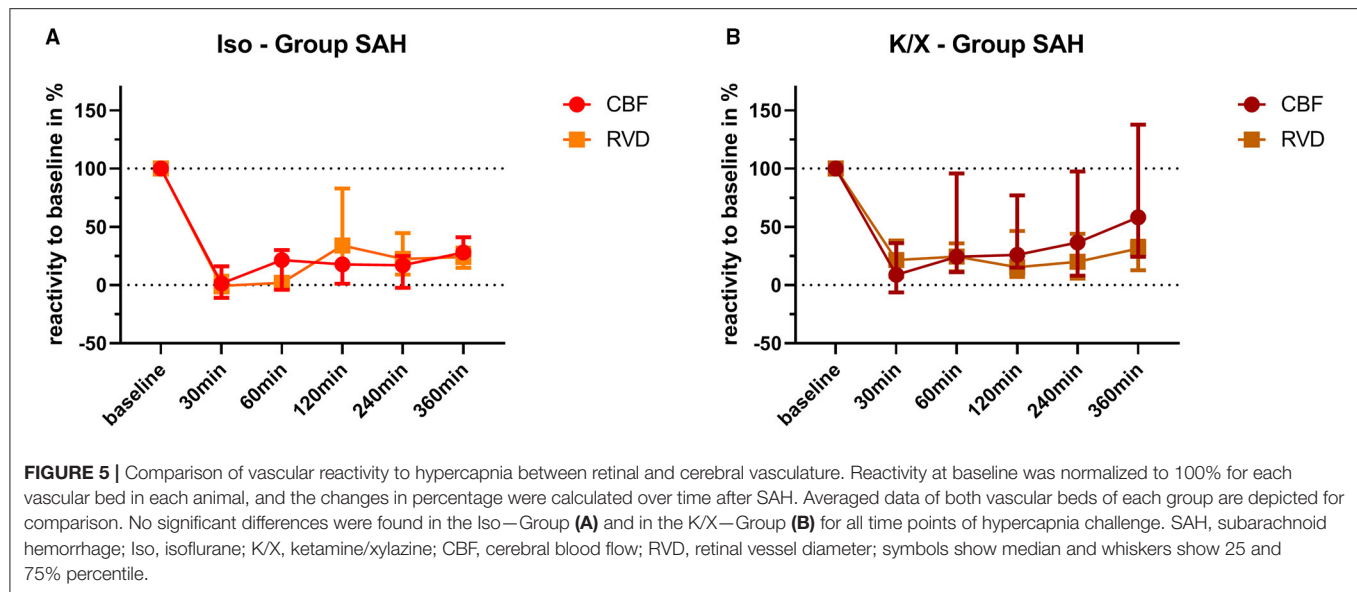 A
Iso - Group SAH
reactivity to baseline in %
150
100
50
0
-50
baseline
30min
60min
120min
240min
360min
CBF
RVD
B
K/X - Group SAH
reactivity to baseline in %
150
100
50
0
-50
baseline
30min
60min
120min
240min
360min
CBF
RVD
FIGURE 5 | Comparison of vascular reactivity to hypercapnia between retinal and cerebral vasculature. Reactivity at baseline was normalized to 100% for each
vascular bed in each animal, and the changes in percentage were calculated over time after SAH. Averaged data of both vascular beds of each group are depicted for
comparison. No significant differences were found in the Iso—Group (A) and in the K/X—Group (B) for all time points of hypercapnia challenge. SAH, subarachnoid
hemorrhage; Iso, isoflurane; K/X, ketamine/xylazine; CBF, cerebral blood flow; RVD, retinal vessel diameter; symbols show median and whiskers show 25 and
75% percentile.